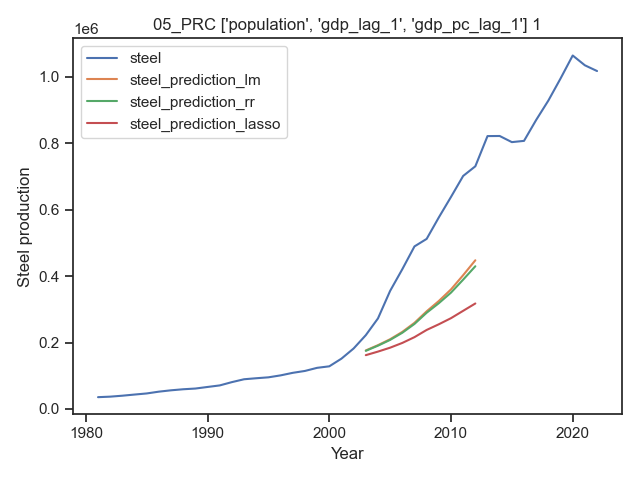 05_PRC ['population', 'gdp_lag_1', 'gdp_pc_lag_1'] 1
1e6
steel
steel_prediction_lm
steel_prediction_rr
steel_prediction_lasso
1.0
0.8
0.6
0.4
0.2
0.0
Steel production
1980 1990 2000 2010 2020
Year